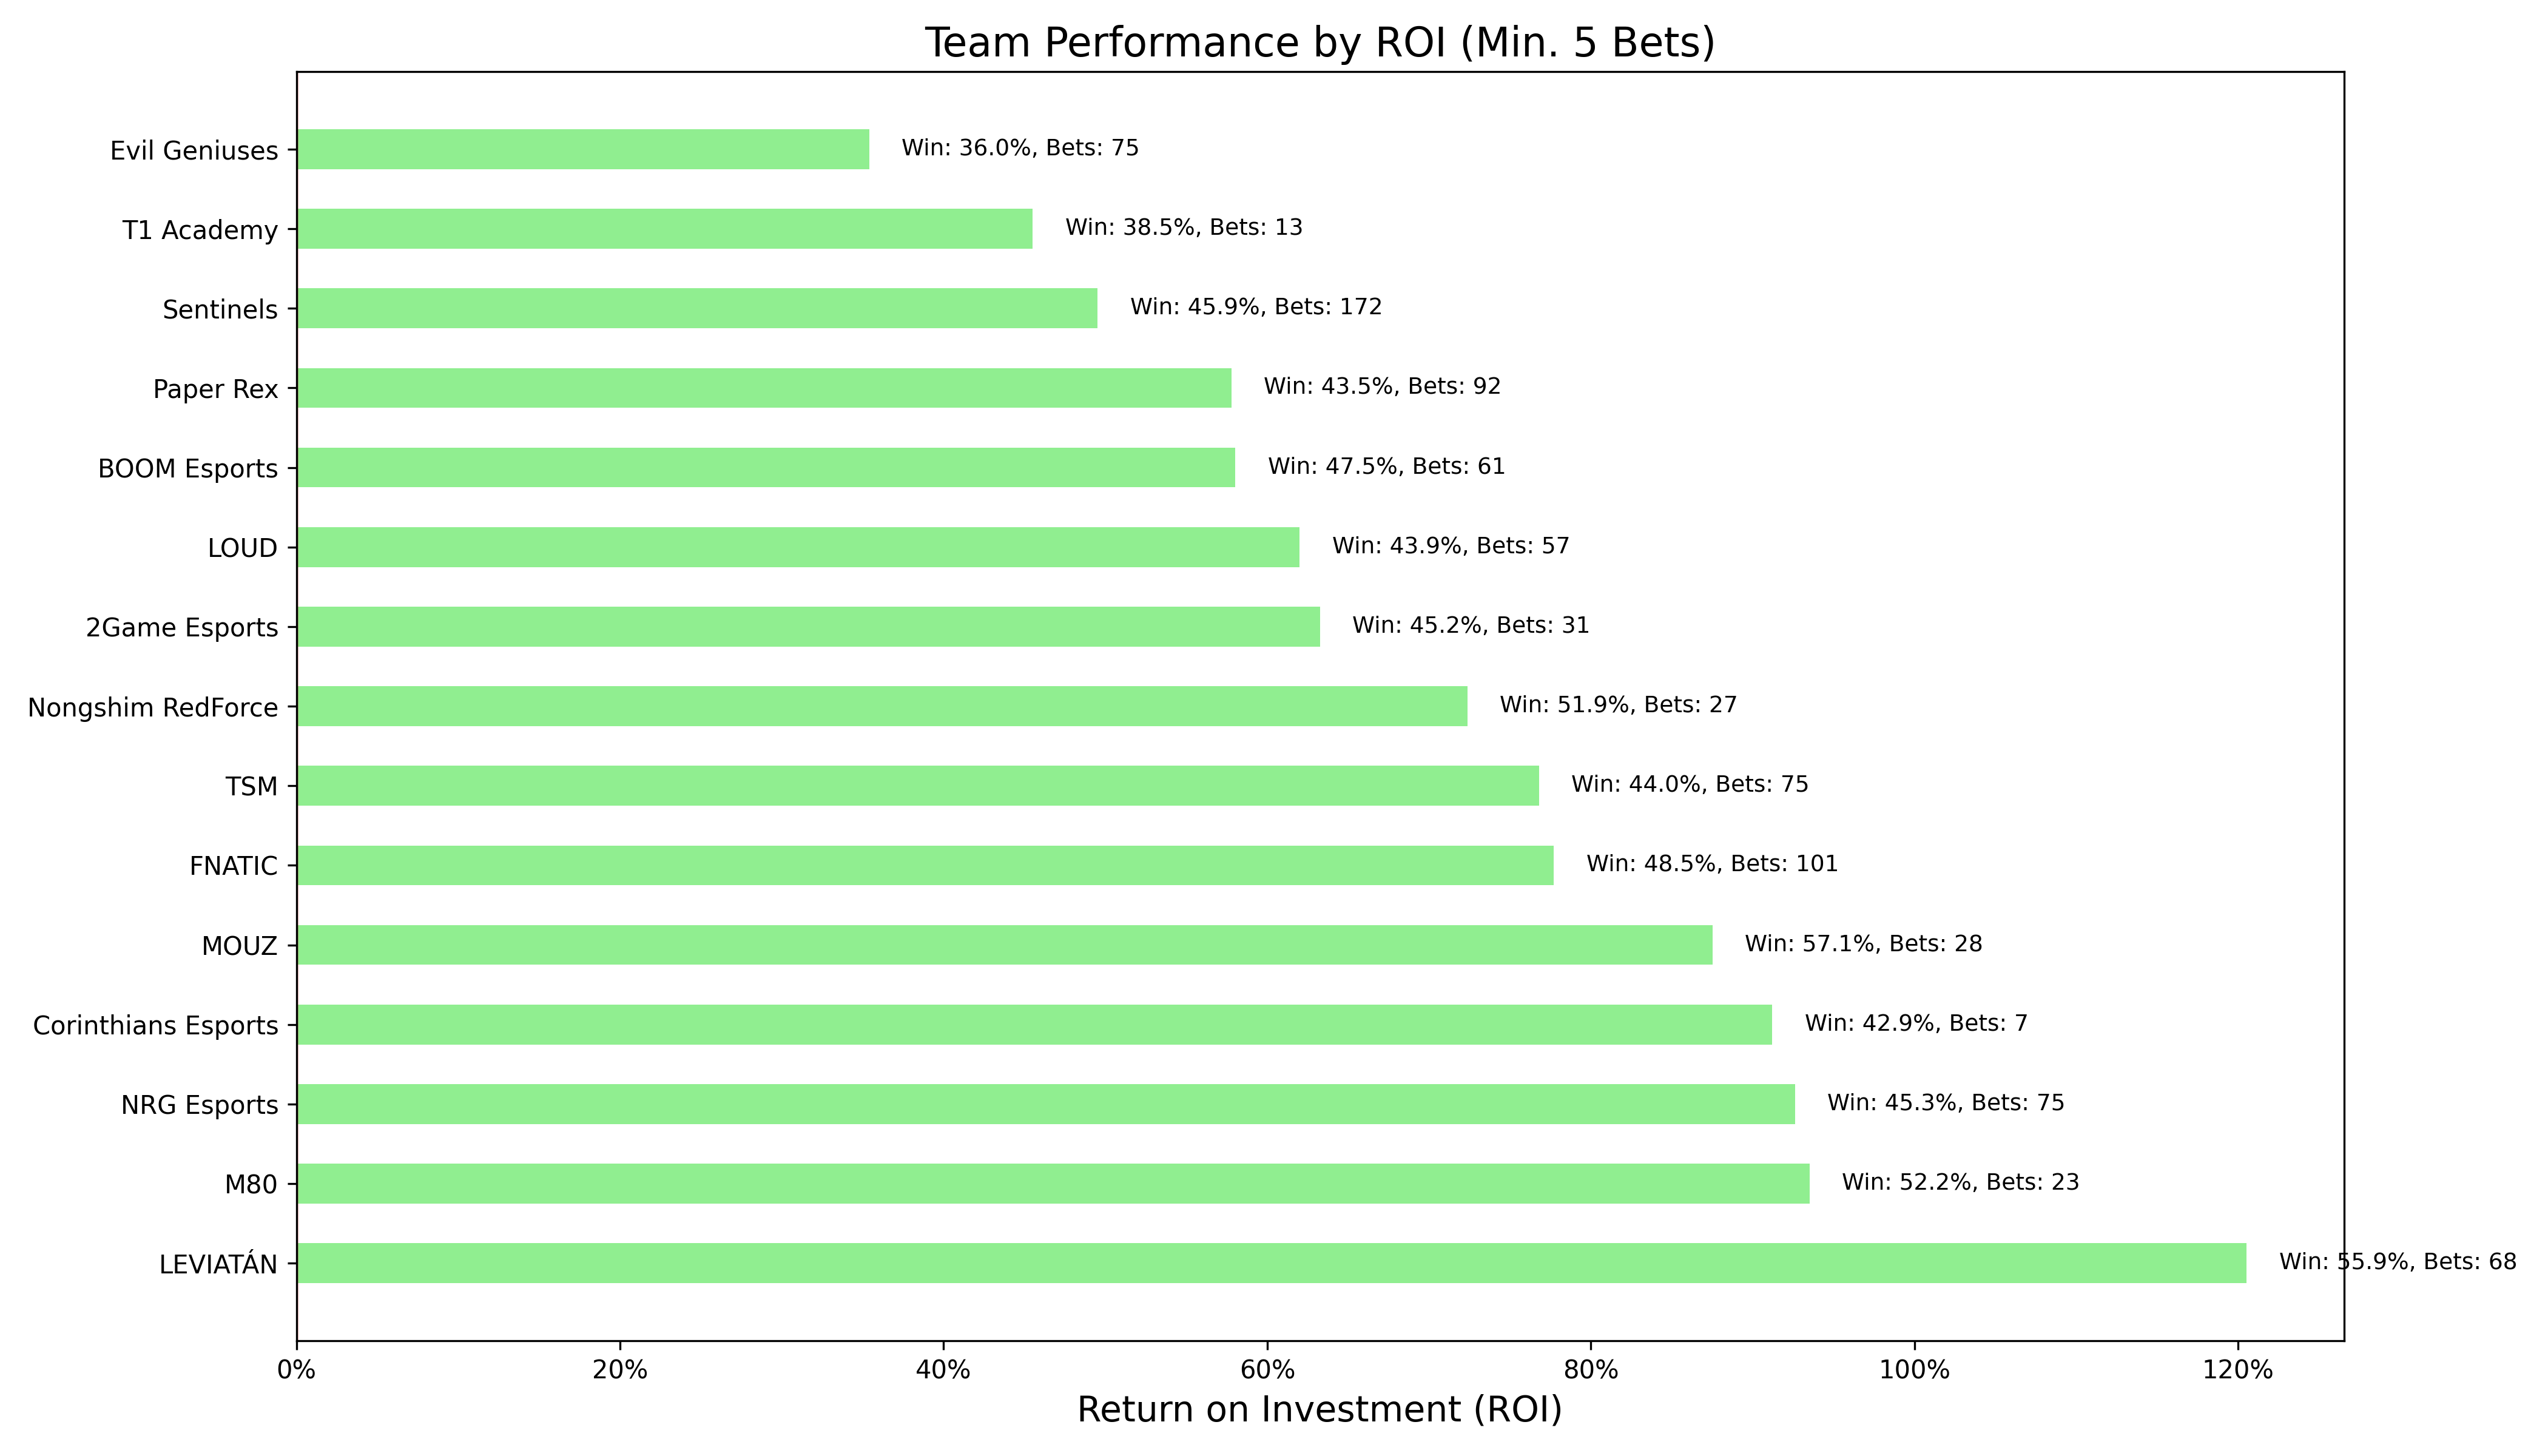 Team Performance by ROI (Min. 5 Bets)
Evil Geniuses Win: 36.0%, Bets: 75
T1 Academy Win: 38.5%, Bets: 13
Sentinels Win: 45.9%, Bets: 172
Paper Rex Win: 43.5%, Bets: 92
BOOM Esports Win: 47.5%, Bets: 61
LOUD Win: 43.9%, Bets: 57
2Game Esports Win: 45.2%, Bets: 31
Nongshim RedForce Win: 51.9%, Bets: 27
TSM Win: 44.0%, Bets: 75
FNATIC Win: 48.5%, Bets: 101
MOUZ Win: 57.1%, Bets: 28
Corinthians Esports Win: 42.9%, Bets: 7
NRG Esports Win: 45.3%, Bets: 75
M80 Win: 52.2%, Bets: 23
LEVIATÁN Win: 55.9%, Bets: 68
0% 20% 40% 60% 80% 100% 120%
Return on Investment (ROI)